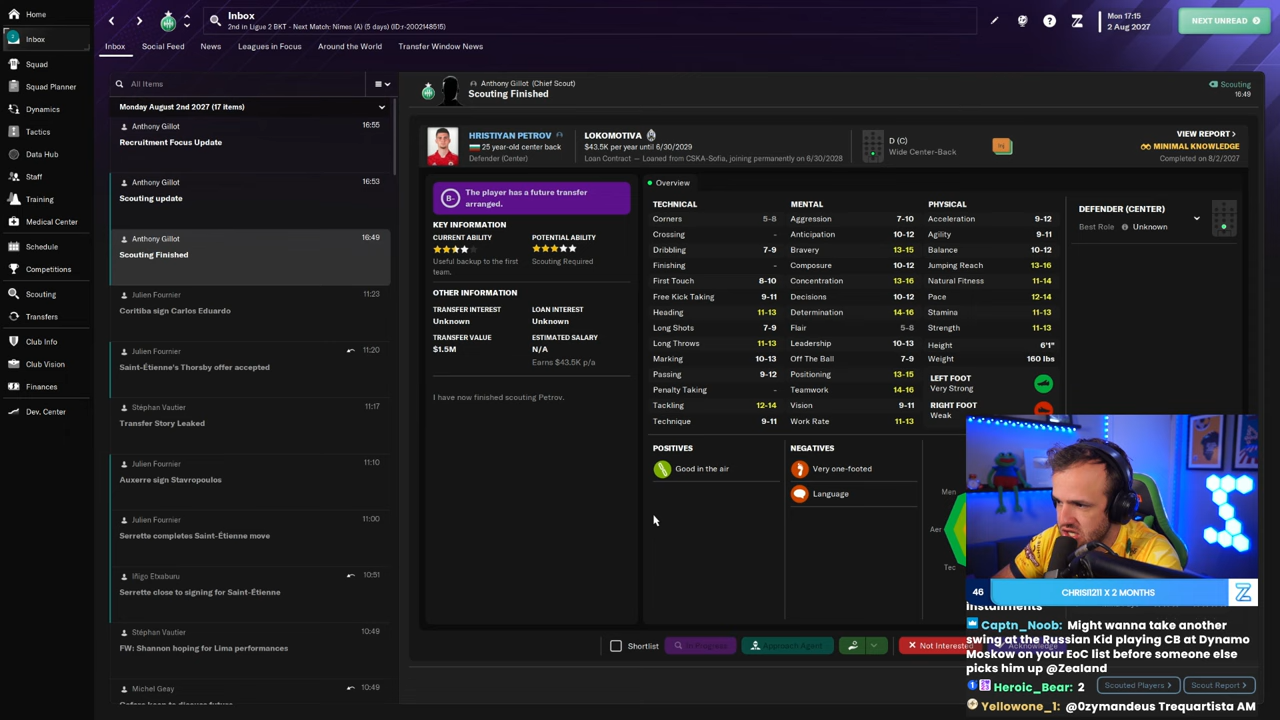 Home
Inbox
Squad
Squad Planner
Dynamics
Tactics
Data Hub
Staff
Training
Medical Center
Schedule
Competitions
Scouting
Transfers
Club Info
Club Vision
Finances
Dev. Center
Inbox
2nd in Ligue 2 BKT - Next Match: Nîmes (A) (5 days) (ID:r-2002148515)
Mon 17:15
2 Aug 2027
NEXT UNREAD
Inbox
Social Feed
News
Leagues in Focus
Around the World
Transfer Window News
All Items
Monday August 2nd 2027 (17 items)
Anthony Gillot 16:55
Recruitment Focus Update
Anthony Gillot 16:53
Scouting update
Anthony Gillot 16:49
Scouting Finished
Julien Fournier 11:23
Coritiba sign Carlos Eduardo
Julien Fournier 11:20
Saint-Étienne's Thorsby offer accepted
Stéphan Vautier 11:17
Transfer Story Leaked
Julien Fournier 11:10
Auxerre sign Stavropoulos
Julien Fournier 11:00
Serrette completes Saint-Étienne move
Iñigo Etxaburu 10:51
Serrette close to signing for Saint-Étienne
Stéphan Vautier 10:49
FW: Shannon hoping for Lima performances
Michel Geay 10:49
Anthony Gillot (Chief Scout)
Scouting Finished
Scouting
16:49
HRISTIYAN PETROV
25 year-old center back
Defender (Center)
LOKOMOTIVA
$43.5K per year until 6/30/2029
Loan Contract — Loaned from CSKA-Sofia, joining permanently on 6/30/2028
D (C)
Wide Center-Back
Inj
VIEW REPORT
MINIMAL KNOWLEDGE
Completed on 8/2/2027
B-
The player has a future transfer
arranged.
KEY INFORMATION
CURRENT ABILITY
Useful backup to the first
team.
POTENTIAL ABILITY
Scouting Required
OTHER INFORMATION
TRANSFER INTEREST
Unknown
LOAN INTEREST
Unknown
TRANSFER VALUE
$1.5M
ESTIMATED SALARY
N/A
Earns $43.5K p/a
I have now finished scouting Petrov.
Overview
TECHNICAL
Corners 5-8
Crossing -
Dribbling 7-9
Finishing -
First Touch 8-10
Free Kick Taking 9-11
Heading 11-13
Long Shots 7-9
Long Throws 11-13
Marking 10-13
Passing 9-12
Penalty Taking -
Tackling 12-14
Technique 9-11
MENTAL
Aggression 7-10
Anticipation 10-12
Bravery 13-15
Composure 10-12
Concentration 13-16
Decisions 10-12
Determination 14-16
Flair 5-8
Leadership 10-13
Off The Ball 7-9
Positioning 13-15
Teamwork 14-16
Vision 9-11
Work Rate 11-13
PHYSICAL
Acceleration 9-12
Agility 9-11
Balance 10-12
Jumping Reach 13-16
Natural Fitness 11-14
Pace 12-14
Stamina 11-13
Strength 11-13
Height 6'1"
Weight 160 lbs
LEFT FOOT
Very Strong
RIGHT FOOT
Weak
DEFENDER (CENTER)
Best Role Unknown
POSITIVES
Good in the air
NEGATIVES
Very one-footed
Language
Men
Aer
Tec
Shortlist
In Progress
Approach Agent
Not Interested
Acknowledge
Scouted Players
Scout Report
46
CHRIS11211 X 2 MONTHS
installments
Captn_Noob: Might wanna take another
swing at the Russian Kid playing CB at Dynamo
Moskow on your EoC list before someone else
picks him up @Zealand
Heroic_Bear: 2
Yellowone_1: @0zymandeus Trequartista AM